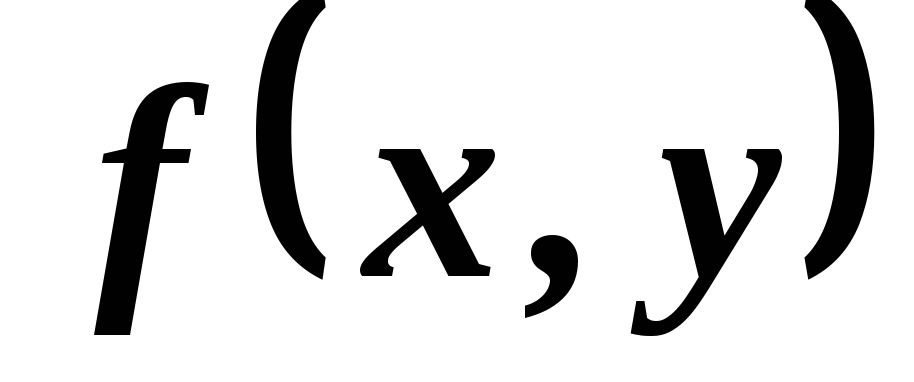 f(x, y)